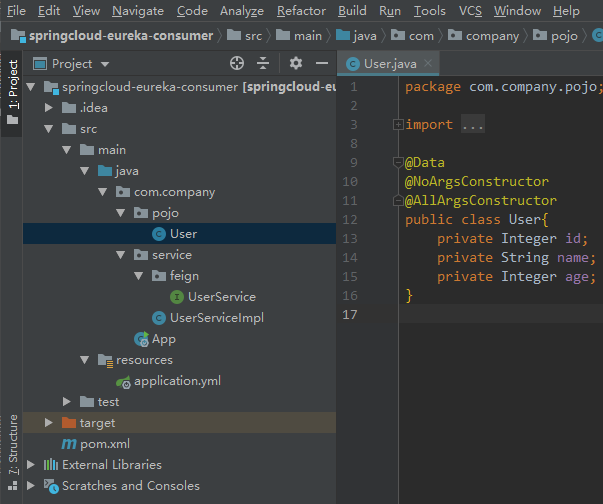 File Edit View Navigate Code Analyze Refactor Build Run Tools VCS Window Help
springcloud-eureka-consumer src main java com company pojo
1: Project
Project
User.java
springcloud-eureka-consumer [springcloud-eu
.idea
src
main
java
com.company
pojo
User
service
feign
UserService
UserServiceImpl
App
resources
application.yml
test
target
pom.xml
External Libraries
Scratches and Consoles
7: Structure
1 package com.company.pojo;
2
3 import ...
8
9 @Data
10 @NoArgsConstructor
11 @AllArgsConstructor
12 public class User{
13 private Integer id;
14 private String name;
15 private Integer age;
16 }
17